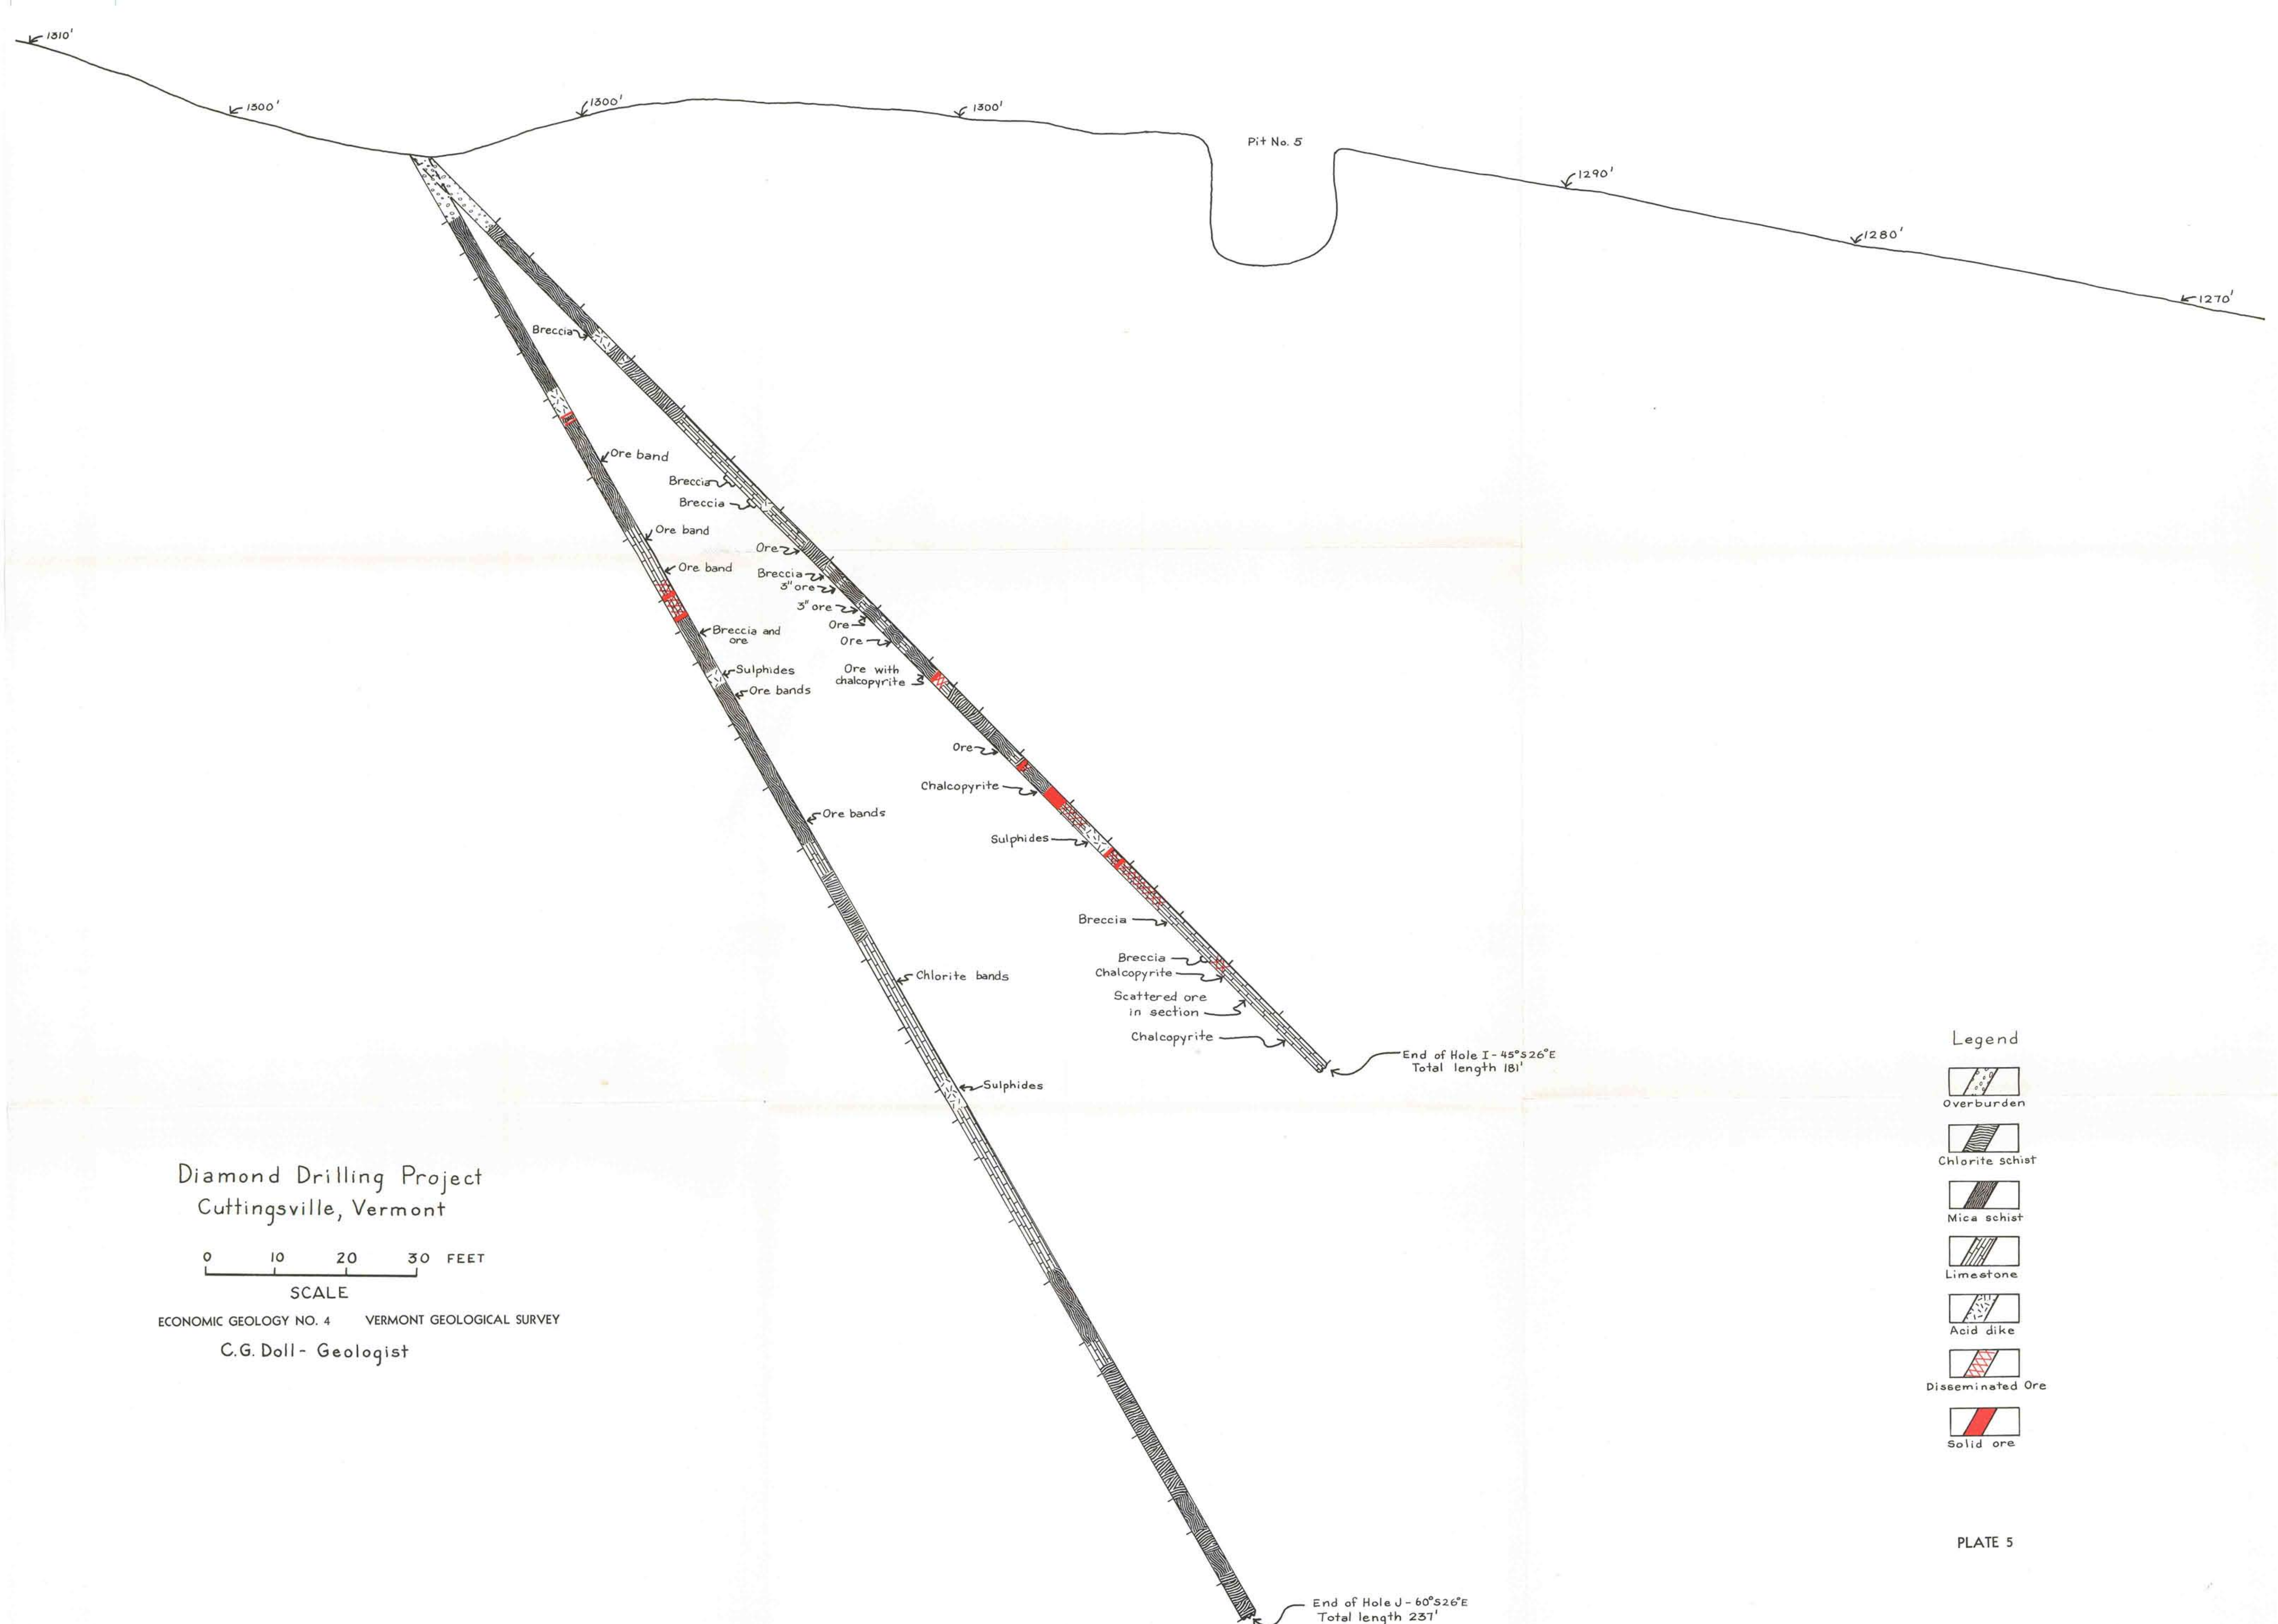 1310'
1300'
1300'
1300'
Pit No. 5
1290'
1280'
1270'
Breccia
Ore band
Breccia
Breccia
Ore band
Ore
Ore band
Breccia
3" ore
3" ore
Ore
Breccia and
ore
Ore
Sulphides
Ore with
chalcopyrite
Ore bands
Ore
Chalcopyrite
Ore bands
Sulphides
Breccia
Breccia
Chalcopyrite
Chlorite bands
Scattered ore
in section
Chalcopyrite
End of Hole I - 45° S26°E
Total length 181'
Sulphides
End of Hole J - 60° S26°E
Total length 237'
Diamond Drilling Project
Cuttingsville, Vermont
0 10 20 30 FEET
SCALE
ECONOMIC GEOLOGY NO. 4 VERMONT GEOLOGICAL SURVEY
C.G. Doll - Geologist
Legend
Overburden
Chlorite schist
Mica schist
Limestone
Acid dike
Disseminated Ore
Solid ore
PLATE 5